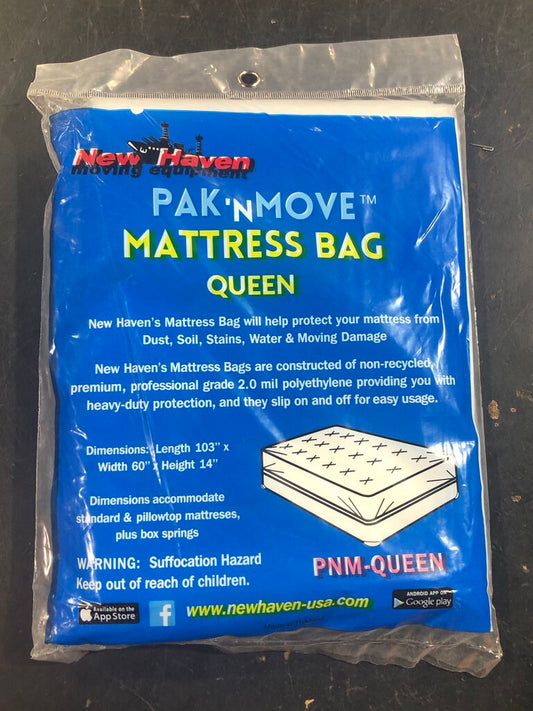 New Haven
moving equipment
PAK 'N MOVE™
MATTRESS BAG
QUEEN
New Haven's Mattress Bag will help protect your mattress from
Dust, Soil, Stains, Water & Moving Damage
New Haven's Mattress Bags are constructed of non-recycled,
premium, professional grade 2.0 mil polyethylene providing you with
heavy-duty protection, and they slip on and off for easy usage.
Dimensions: Length 103" x
Width 60" x Height 14"
Dimensions accommodate
standard & pillowtop mattreses,
plus box springs
WARNING: Suffocation Hazard
Keep out of reach of children.
PNM-QUEEN
Available on the
App Store
f
www.newhaven-usa.com
ANDROID APP ON
Google play